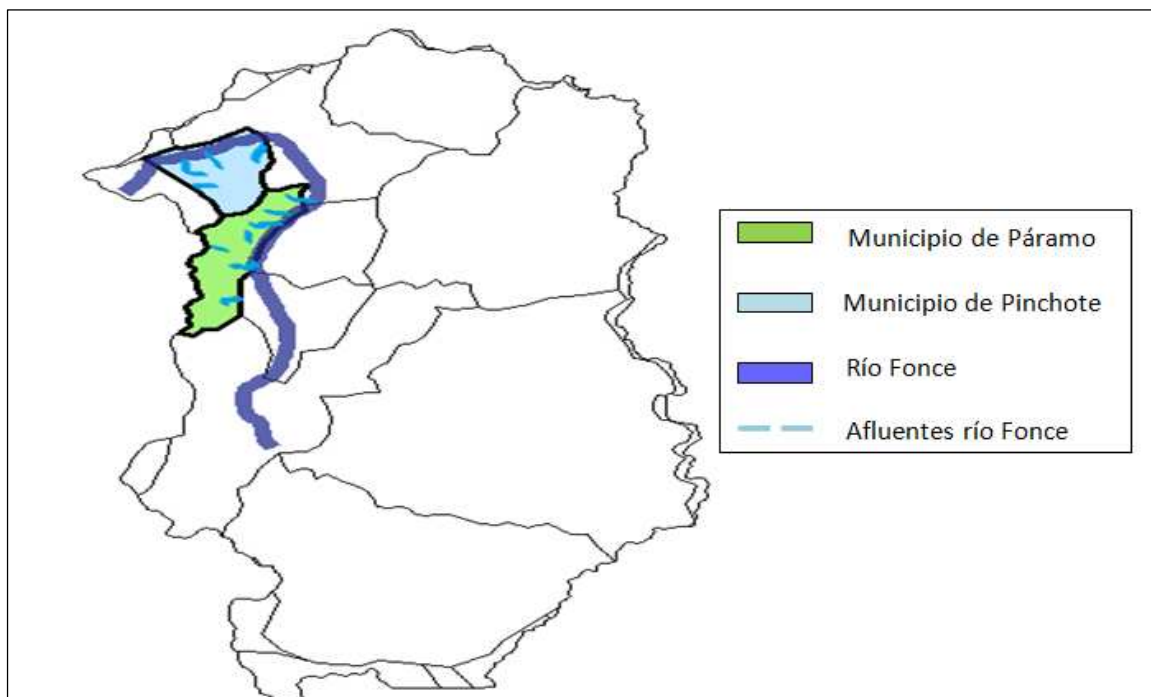 Municipio de Páramo
Municipio de Pinchote
Río Fonce
Afluentes río Fonce